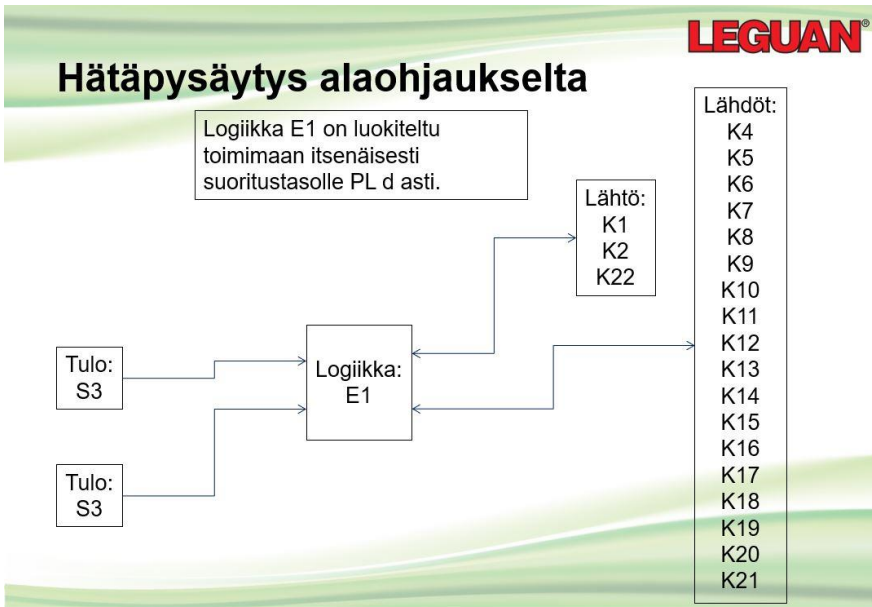 LEGUAN®
Hätäpysäytys alaohjaukselta
Logiikka E1 on luokiteltu
toimimaan itsenäisesti
suoritustasolle PL d asti.
Tulo:
S3
Tulo:
S3
Logiikka:
E1
Lähtö:
K1
K2
K22
Lähdöt:
K4
K5
K6
K7
K8
K9
K10
K11
K12
K13
K14
K15
K16
K17
K18
K19
K20
K21